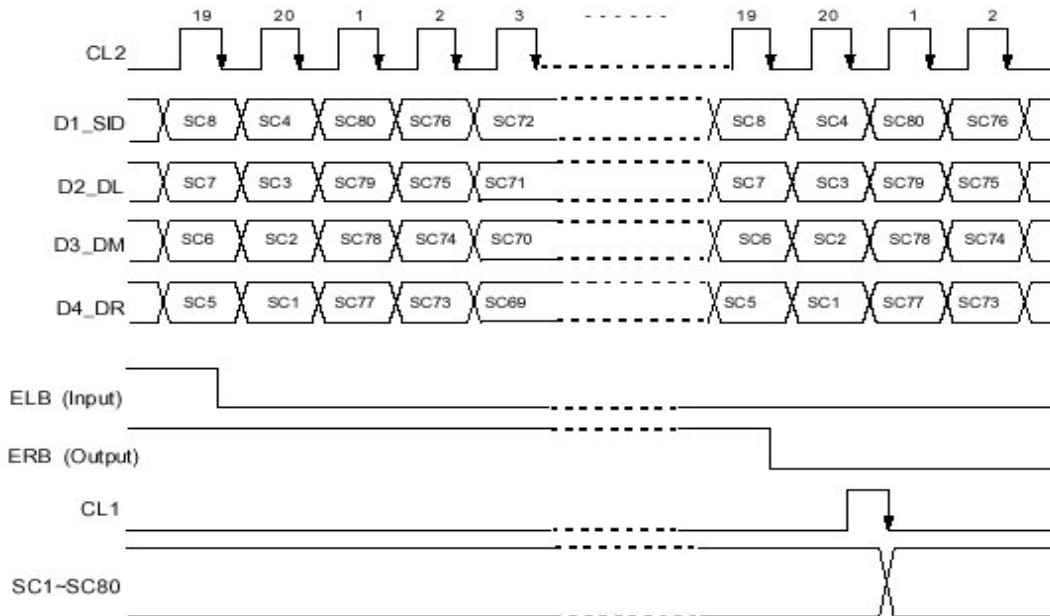 19 20 1 2 3 19 20 1 2
CL2
D1_SID SC8 SC4 SC80 SC76 SC72 SC8 SC4 SC80 SC76
D2_DL SC7 SC3 SC79 SC75 SC71 SC7 SC3 SC79 SC75
D3_DM SC6 SC2 SC78 SC74 SC70 SC6 SC2 SC78 SC74
D4_DR SC5 SC1 SC77 SC73 SC69 SC5 SC1 SC77 SC73
ELB (Input)
ERB (Output)
CL1
SC1~SC80